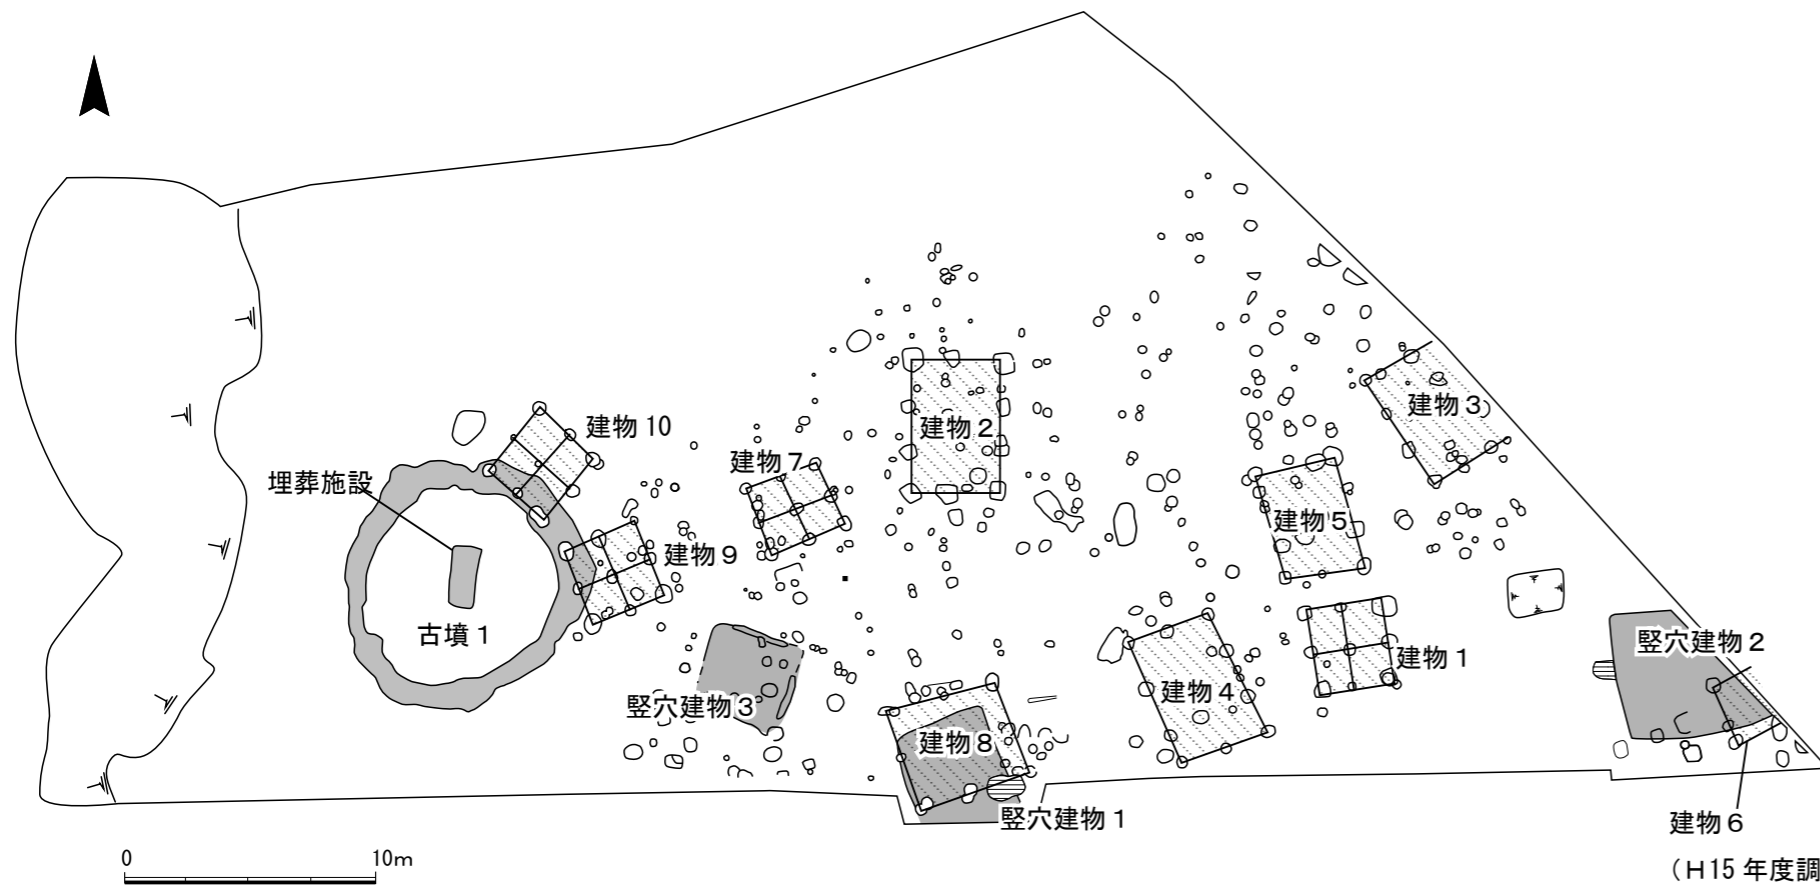 建物 10
建物 2
建物 3
建物 7
埋葬施設
建物 5
建物 9
古墳 1
竪穴建物 2
建物 1
建物 4
竪穴建物 3
建物 8
竪穴建物 1
建物 6
0 10m
（H15 年度調